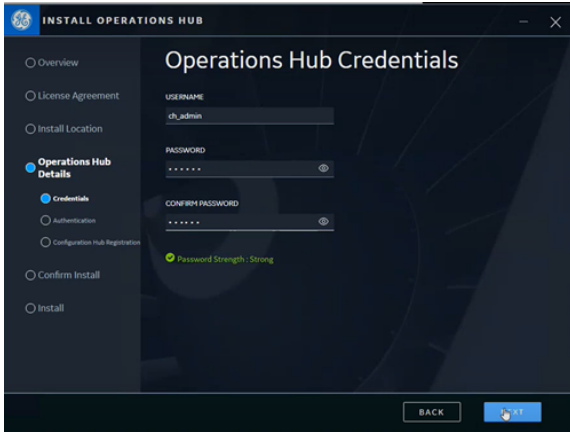 INSTALL OPERATIONS HUB
Overview
License Agreement
Install Location
Operations Hub
Details
Credentials
Authentication
Configuration Hub Registration
Confirm Install
Install
Operations Hub Credentials
USERNAME
ch_admin
PASSWORD
••••••
CONFIRM PASSWORD
••••••
Password Strength : Strong
BACK
NEXT